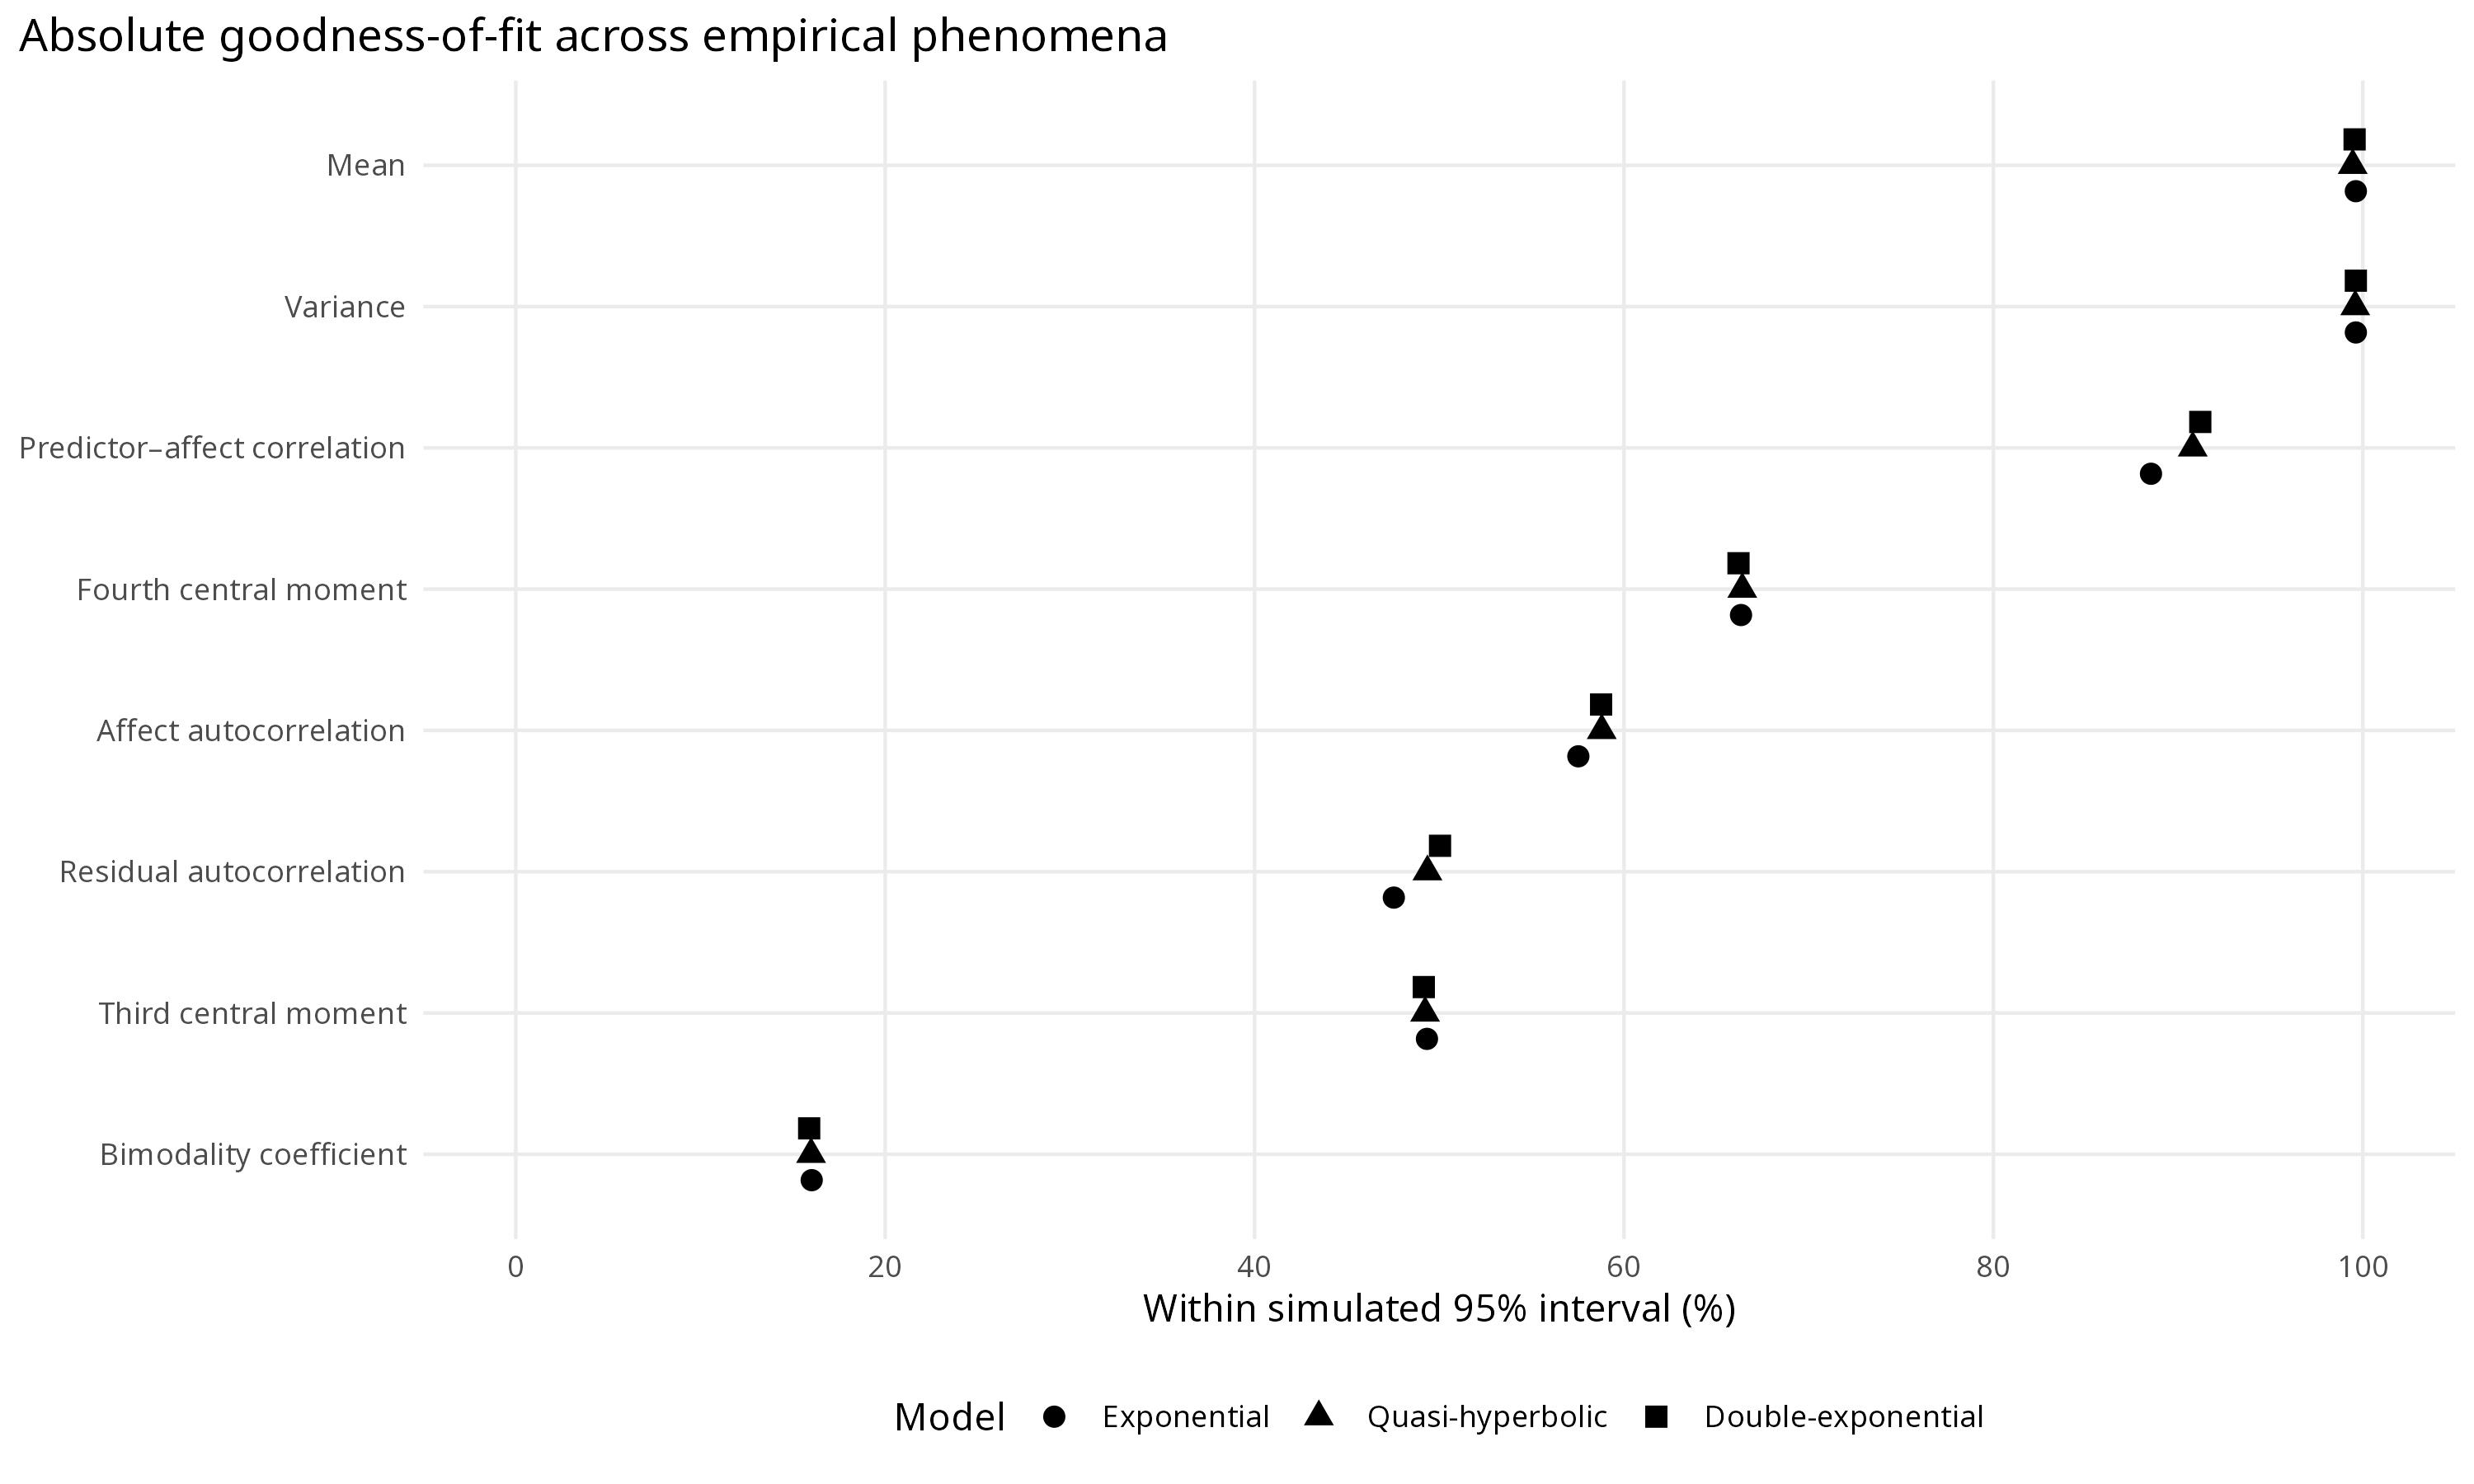 Absolute goodness-of-fit across empirical phenomena
Mean
Variance
Predictor–affect correlation
Fourth central moment
Affect autocorrelation
Residual autocorrelation
Third central moment
Bimodality coefficient
0 20 40 60 80 100
Within simulated 95% interval (%)
Model Exponential Quasi-hyperbolic Double-exponential